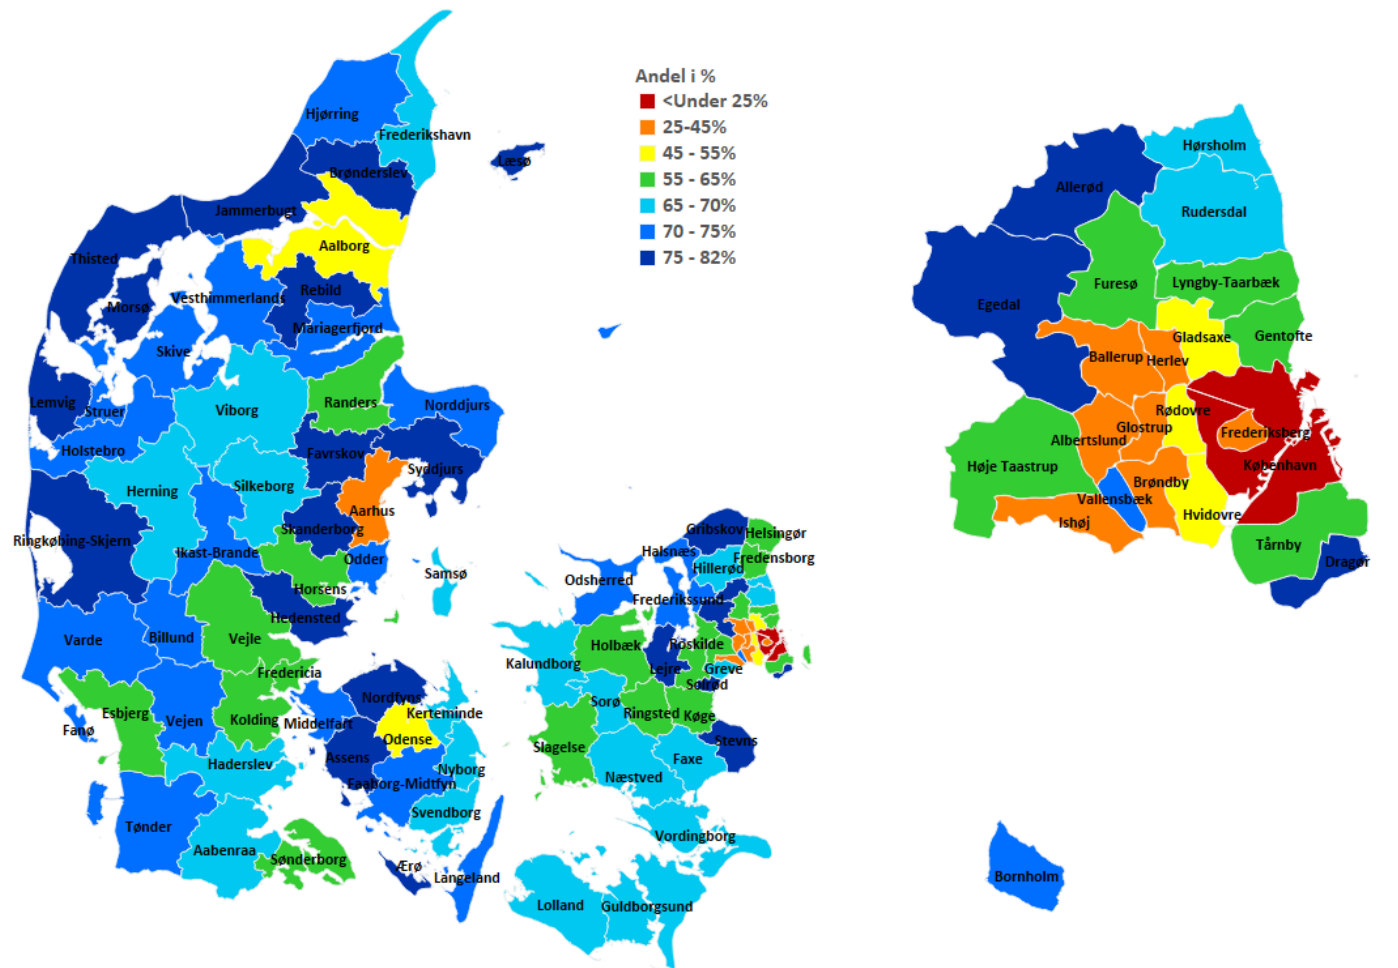 Andel i %
<Under 25%
25-45%
45 - 55%
55 - 65%
65 - 70%
70 - 75%
75 - 82%
Hjørring
Frederikshavn
Læsø
Brønderslev
Jammerbugt
Aalborg
Thisted
Rebild
Morsø
Vesthimmerlands
Mariagerfjord
Skive
Lemvig
Struer
Viborg
Randers
Norddjurs
Holstebro
Favrskov
Syddjurs
Herning
Silkeborg
Aarhus
Skanderborg
Ringkøbing-Skjern
Ikast-Brande
Odder
Samsø
Horsens
Hedensted
Varde
Billund
Vejle
Fredericia
Esbjerg
Kolding
Fanø
Vejen
Middelfart
Nordfyns
Kerteminde
Odense
Assens
Haderslev
Nyborg
Faaborg-Midtfyn
Svendborg
Tønder
Aabenraa
Sønderborg
Ærø
Langeland
Gribskov
Helsingør
Halsnæs
Fredensborg
Hillerød
Odsherred
Frederikssund
Holbæk
Roskilde
Kalundborg
Lejre
Greve
Solrød
Sorø
Ringsted
Køge
Slagelse
Stevns
Faxe
Næstved
Vordingborg
Lolland
Guldborgsund
Hørsholm
Allerød
Rudersdal
Furesø
Lyngby-Taarbæk
Egedal
Gladsaxe
Gentofte
Ballerup
Herlev
Rødovre
Glostrup
Frederiksberg
Albertslund
Høje Taastrup
København
Brøndby
Vallensbæk
Hvidovre
Ishøj
Tårnby
Dragør
Bornholm